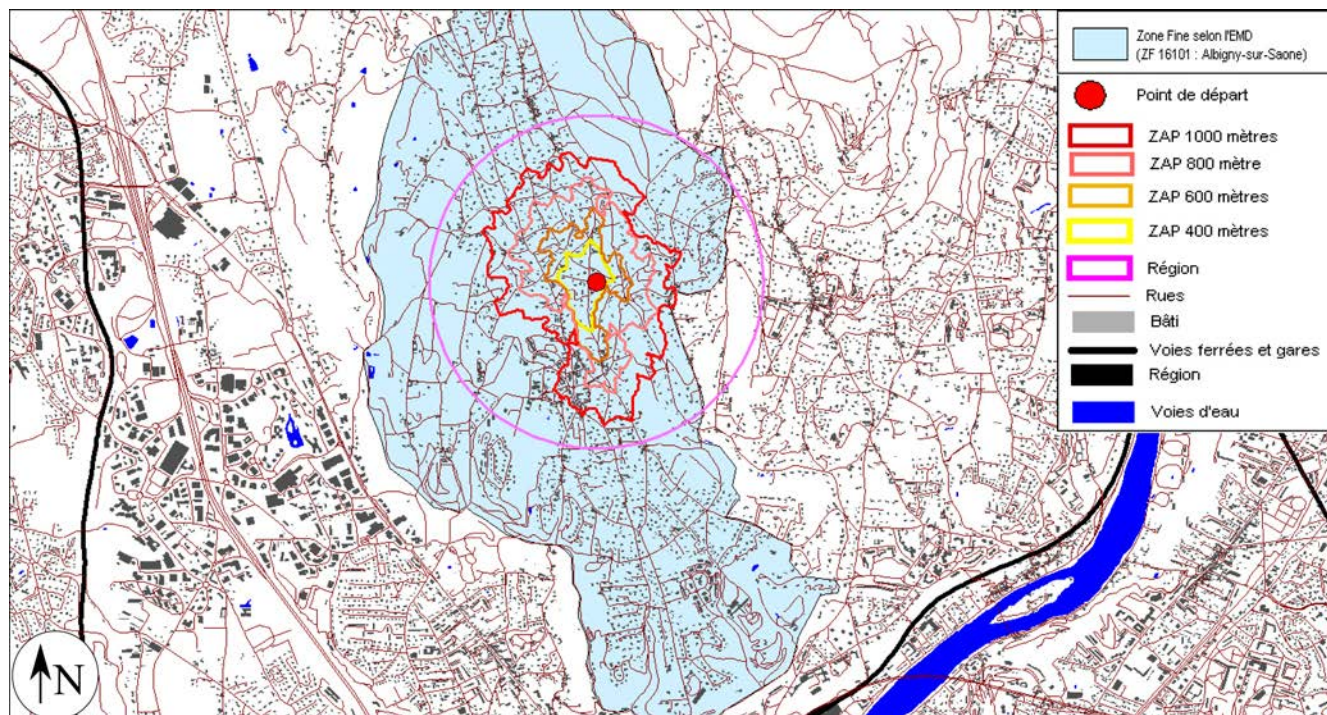 Zone Fine selon l'EMD
(ZF 16101 : Albigny-sur-Saone)
Point de départ
ZAP 1000 mètres
ZAP 800 mètre
ZAP 600 mètres
ZAP 400 mètres
Région
Rues
Bâti
Voies ferrées et gares
Région
Voies d'eau
N